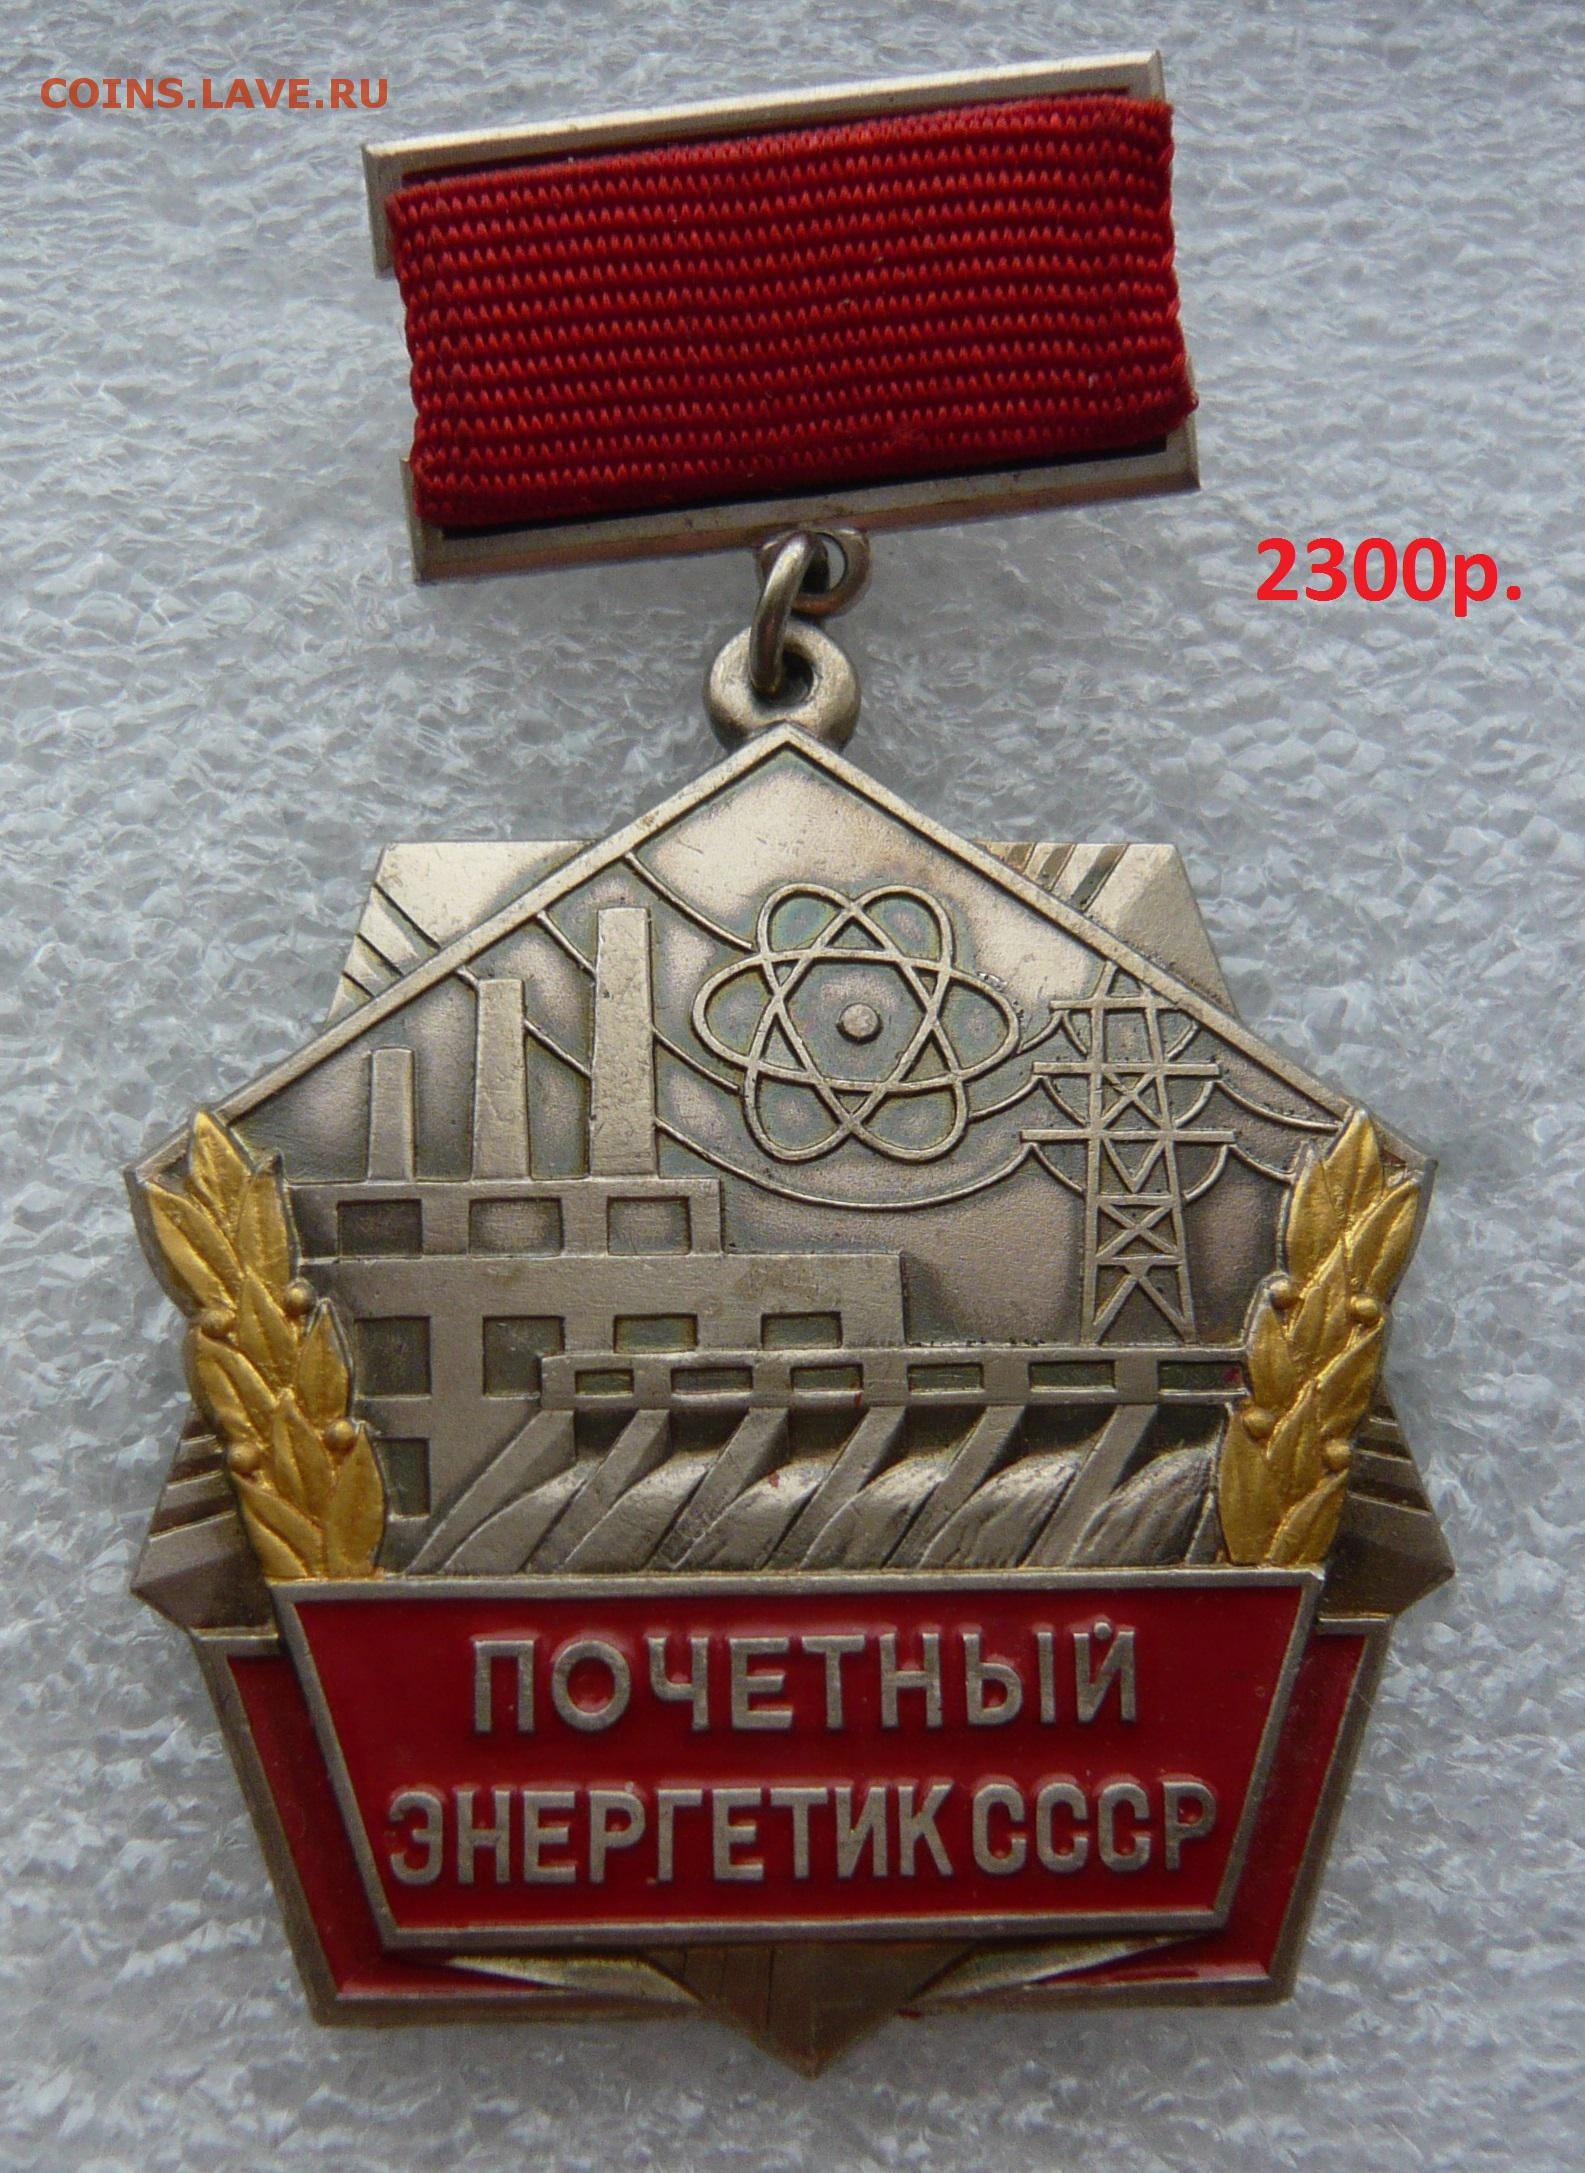 COINS.LAVE.RU
2300р.
ПОЧЕТНЫЙ
ЭНЕРГЕТИК СССР